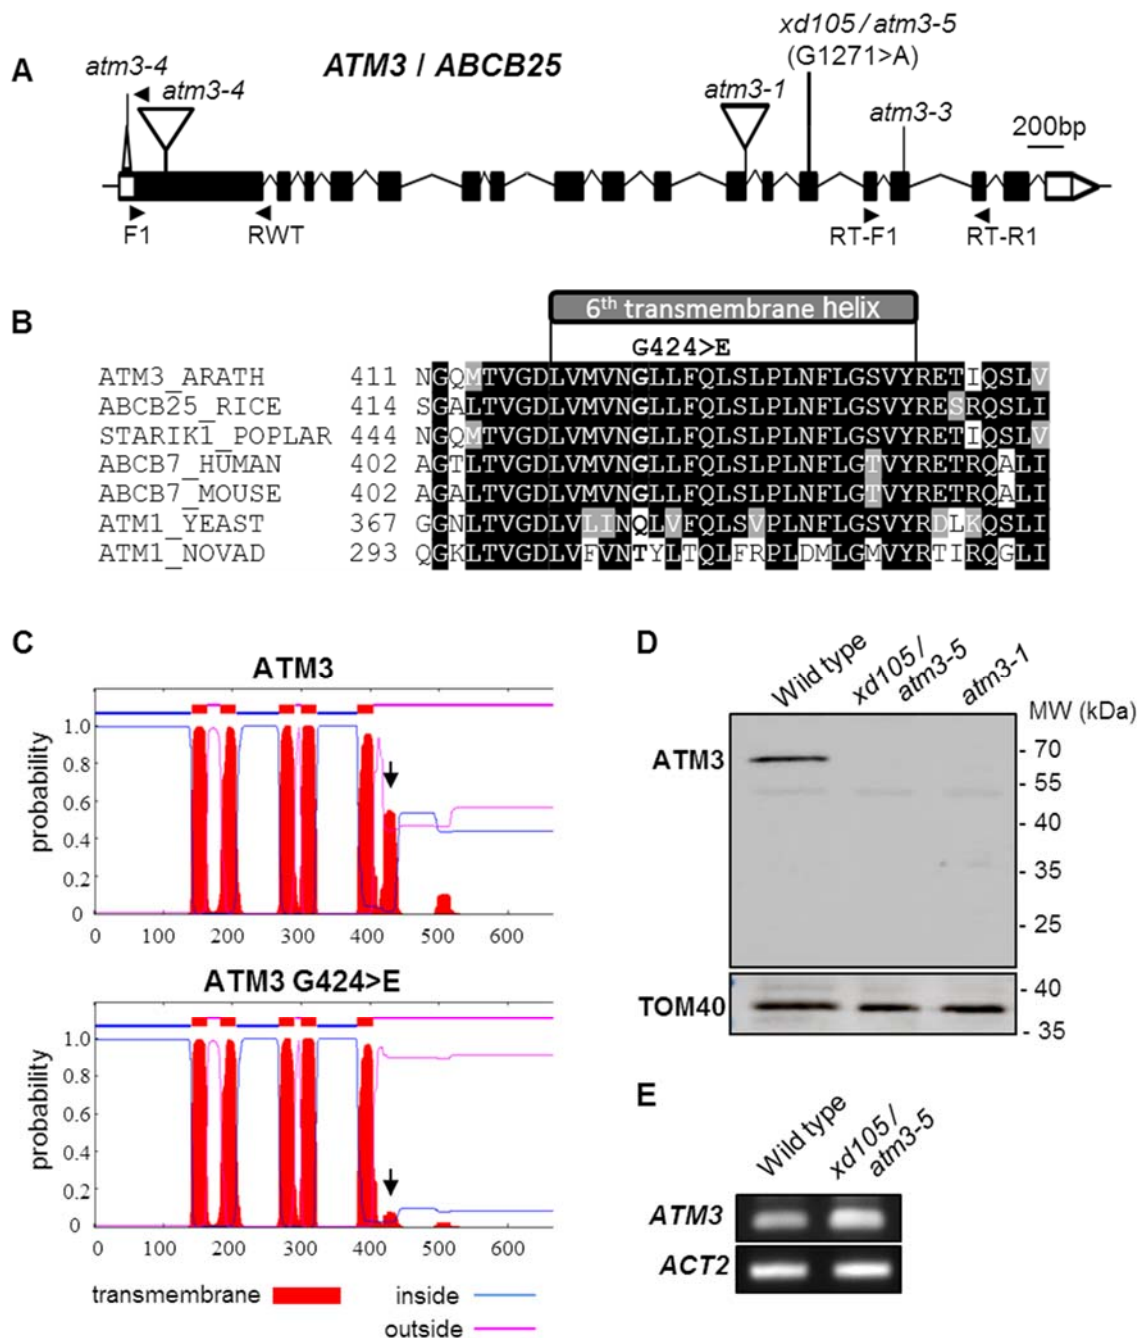 A
ATM3 / ABCB25
xd105 / atm3-5
(G1271>A)
atm3-4
atm3-4
atm3-1
atm3-3
200bp
F1
RWT
RT-F1
RT-R1
B
6th transmembrane helix
G424>E
ATM3_ARATH 411 NGQMTVGDLVMVNGLLFQLSLPLNFLGSVYRETIQSLV
ABCB25_RICE 414 SGALTVGDLVMVNGLLFQLSLPLNFLGSVYRESRQSLI
STARIK1_POPLAR 444 NGQMTVGDLVMVNGLLFQLSLPLNFLGSVYRETIQSLV
ABCB7_HUMAN 402 AGTLTVGDLVMVNGLLFQLSLPLNFLGTVYRETRQALI
ABCB7_MOUSE 402 AGALTVGDLVMVNGLLFQLSLPLNFLGTVYRETRQALI
ATM1_YEAST 367 GGNLTVGDLVLINQLVFQLSVPLNFLGSVYRDLKQSLI
ATM1_NOVAD 293 QGKLTVGDLVFVNTYLTQLFRPLDMLGMVYRTIRQGLI
C
ATM3
probability
1.0
0.8
0.6
0.4
0.2
0
0 100 200 300 400 500 600
ATM3 G424>E
probability
1.0
0.8
0.6
0.4
0.2
0
0 100 200 300 400 500 600
transmembrane
inside
outside
D
Wild type
xd105 /
atm3-5
atm3-1
MW (kDa)
ATM3
- 70
- 55
- 40
- 35
- 25
TOM40
- 40
- 35
E
Wild type
xd105 /
atm3-5
ATM3
ACT2